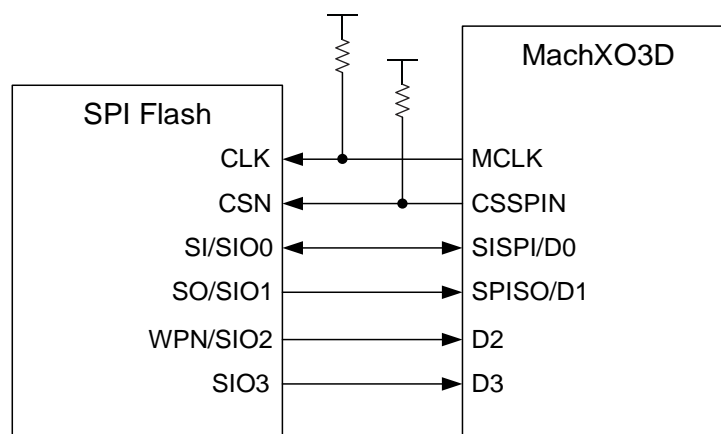 MachXO3D
SPI Flash
CLK MCLK
CSN CSSPIN
SI/SIO0 SISPI/D0
SO/SIO1 SPISO/D1
WPN/SIO2 D2
SIO3 D3